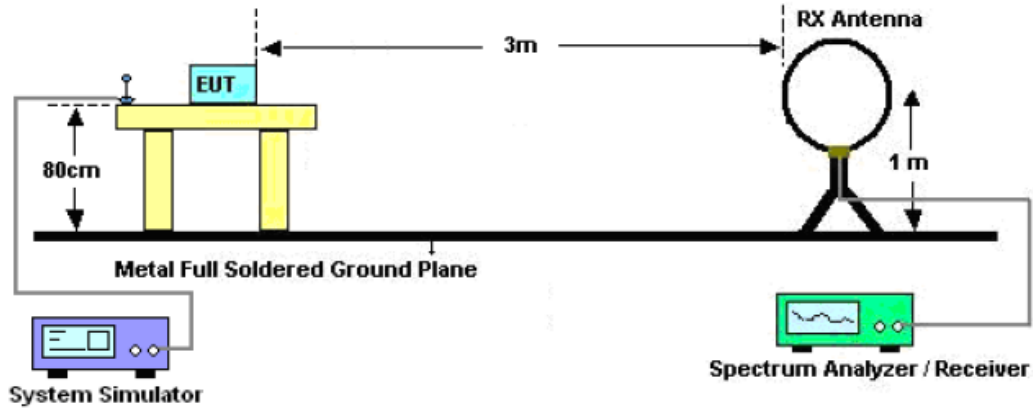 RX Antenna
3m
EUT
80cm
1 m
Metal Full Soldered Ground Plane
System Simulator
Spectrum Analyzer / Receiver